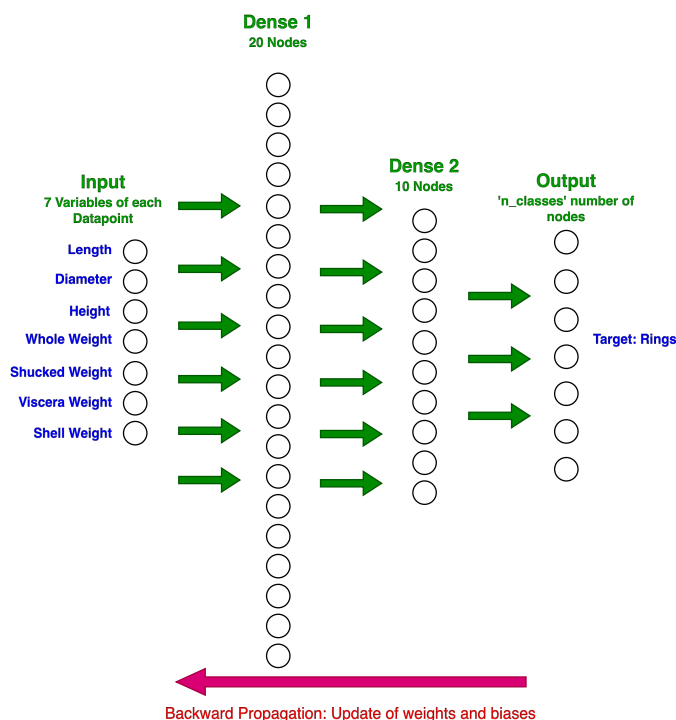 Dense 1
20 Nodes
Dense 2
10 Nodes
Input
7 Variables of each
Datapoint
Output
'n_classes' number of
nodes
Length
Diameter
Height
Whole Weight
Shucked Weight
Viscera Weight
Shell Weight
Target: Rings
Backward Propagation: Update of weights and biases